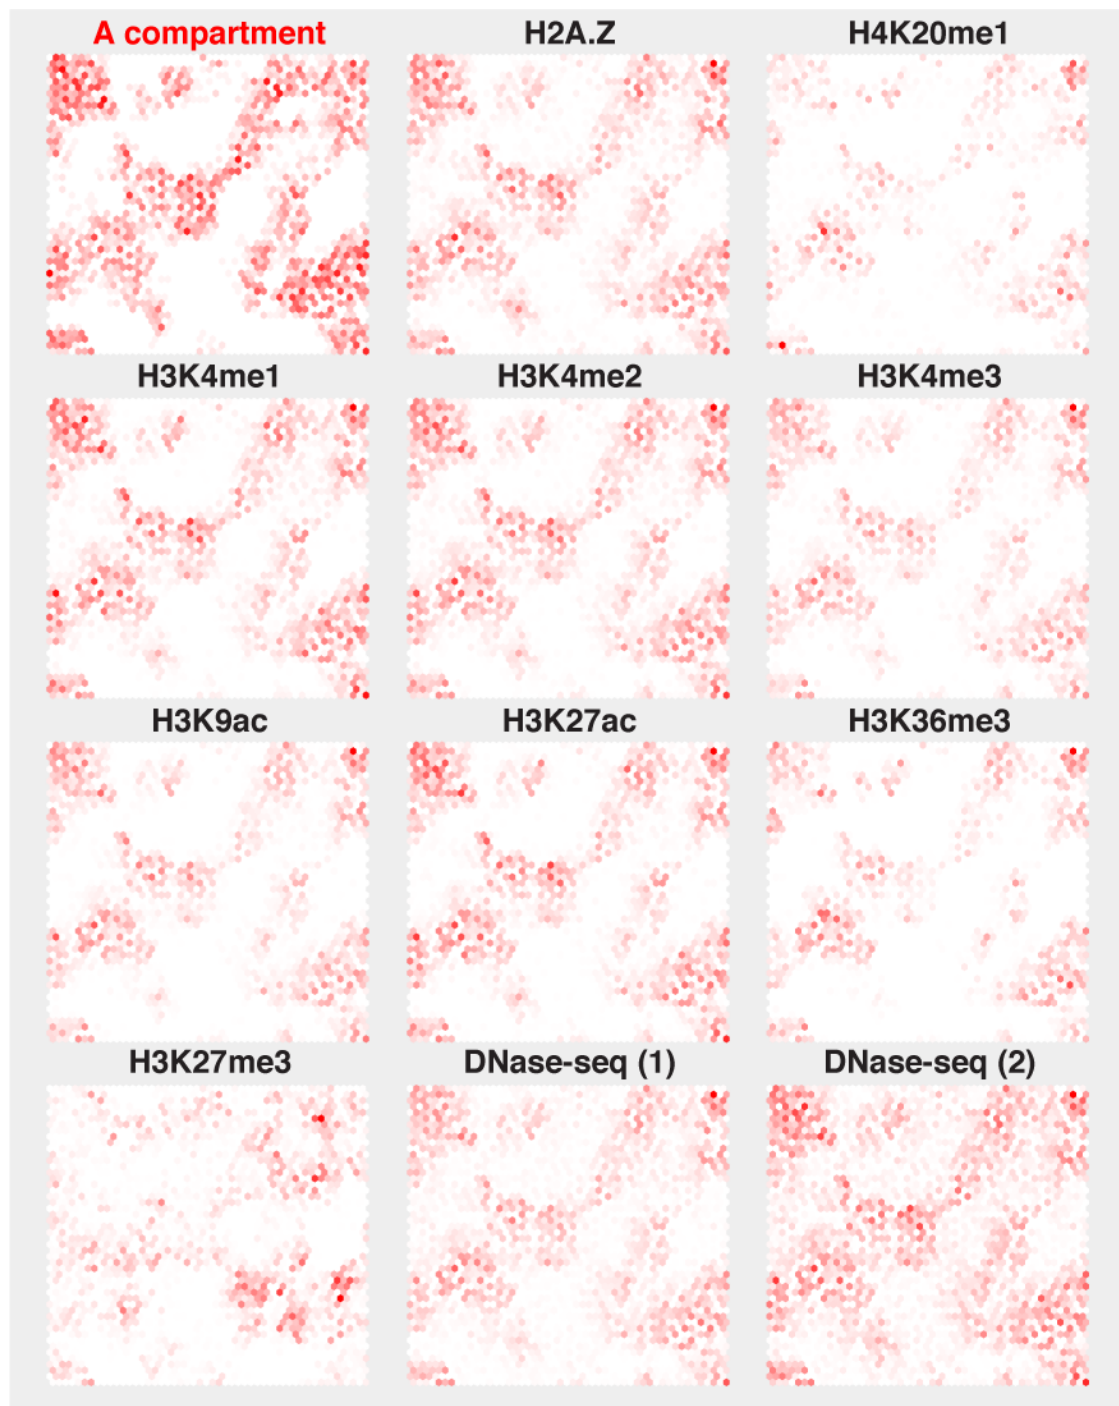 A compartment
H2A.Z
H4K20me1
H3K4me1
H3K4me2
H3K4me3
H3K9ac
H3K27ac
H3K36me3
H3K27me3
DNase-seq (1)
DNase-seq (2)